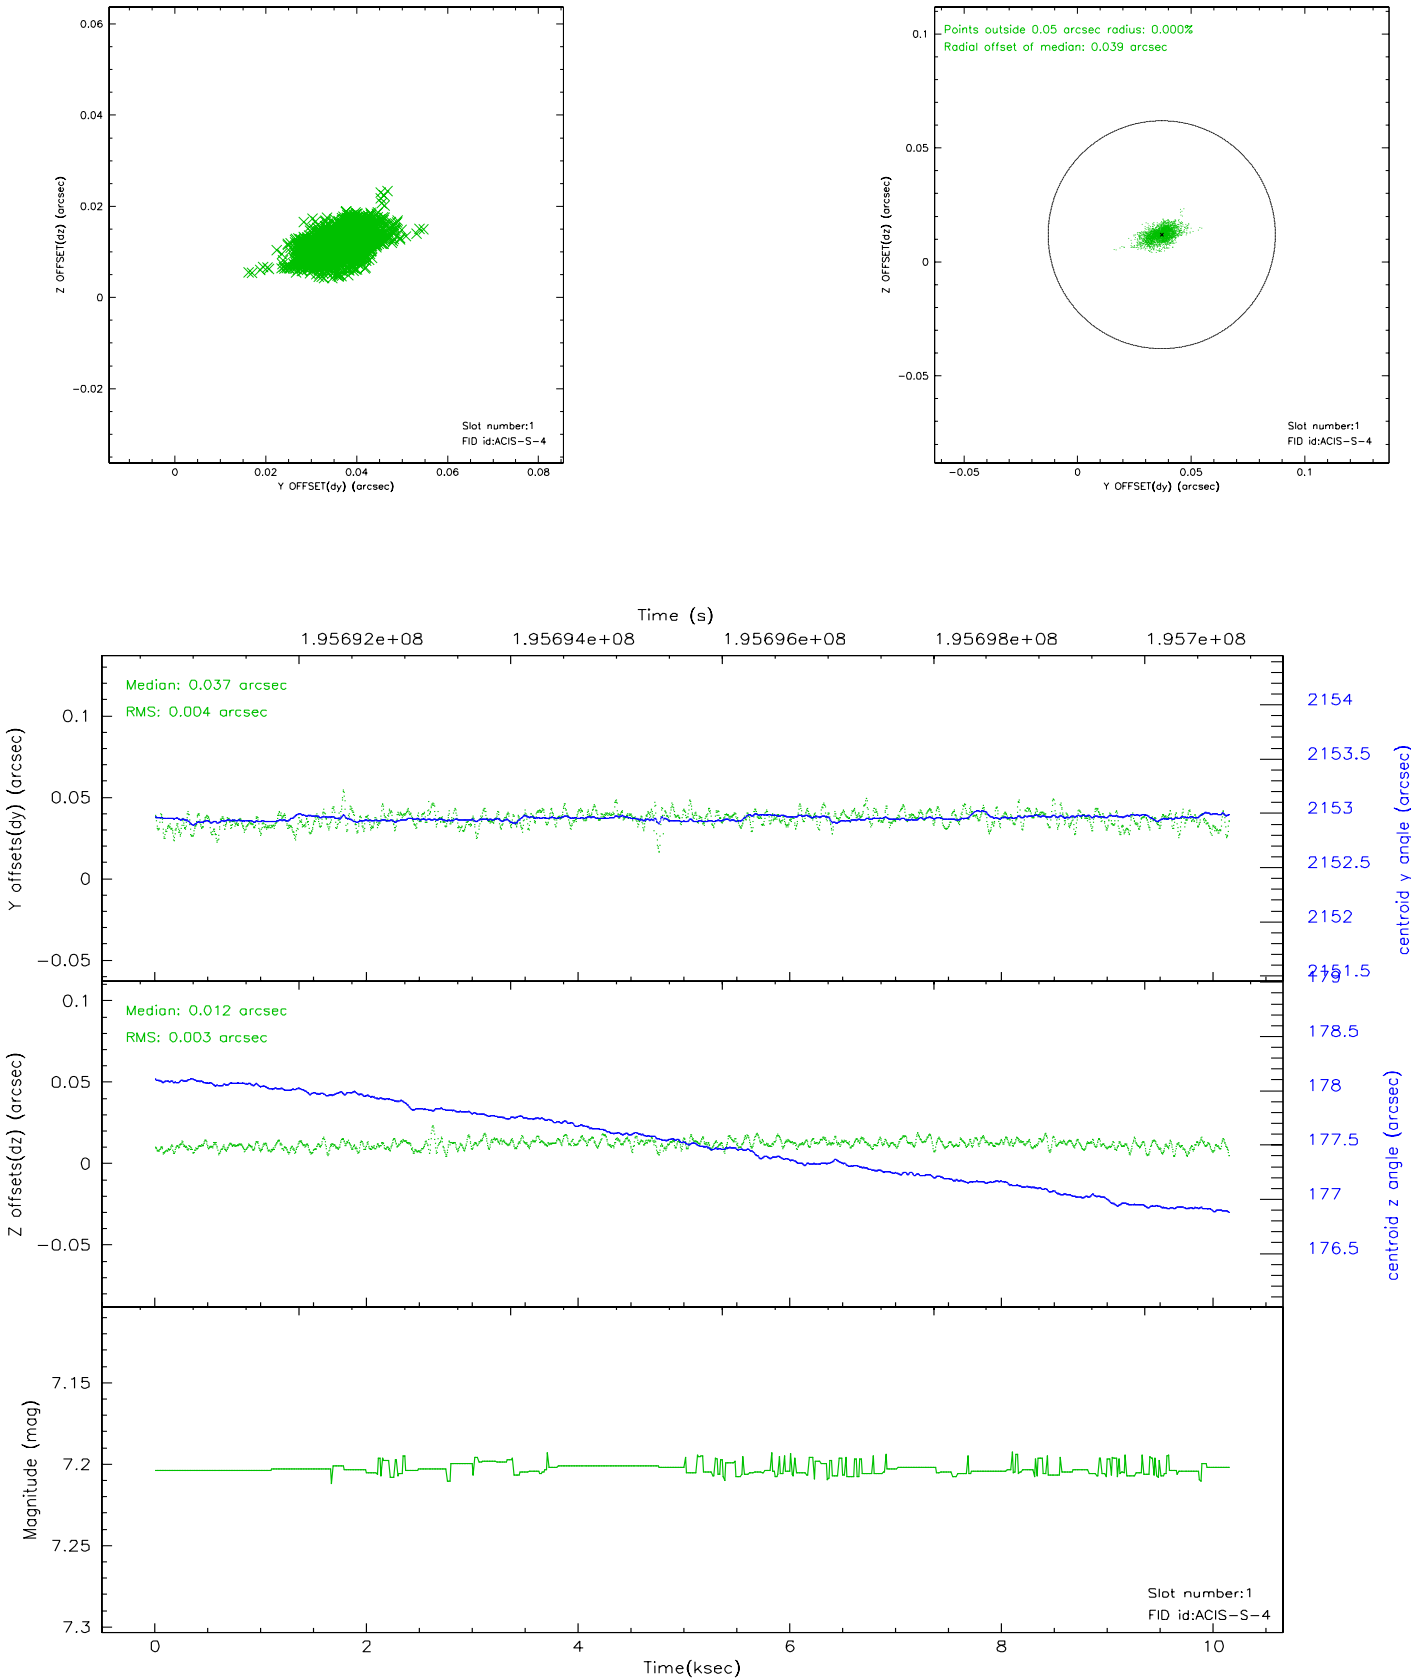 0.06
0.04
0.02
0
−0.02
Z OFFSET(dz) (arcsec)
Slot number:1
FID id:ACIS−S−4
0 0.02 0.04 0.06 0.08
Y OFFSET(dy) (arcsec)
Points outside 0.05 arcsec radius: 0.000%
Radial offset of median: 0.039 arcsec
0.1
0.05
0
−0.05
Z OFFSET(dz) (arcsec)
Slot number:1
FID id:ACIS−S−4
−0.05 0 0.05 0.1
Y OFFSET(dy) (arcsec)
Time (s)
1.95692e+08 1.95694e+08 1.95696e+08 1.95698e+08 1.957e+08
Median: 0.037 arcsec
RMS: 0.004 arcsec
0.1
0.05
0
−0.05
Y offsets(dy) (arcsec)
2154
2153.5
2153
2152.5
2152
2151.5
centroid y angle (arcsec)
Median: 0.012 arcsec
RMS: 0.003 arcsec
0.1
0.05
0
−0.05
Z offsets(dz) (arcsec)
179
178.5
178
177.5
177
176.5
centroid z angle (arcsec)
7.15
7.2
7.25
7.3
Magnitude (mag)
Slot number:1
FID id:ACIS−S−4
0 2 4 6 8 10
Time(ksec)